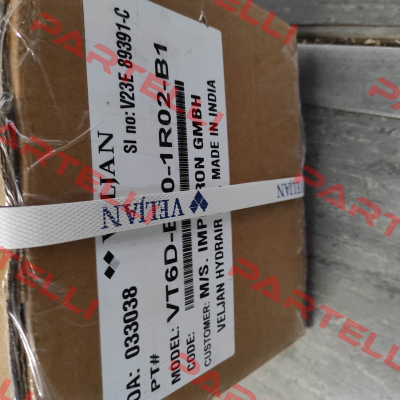 VELJAN
SI no: V23E 89391-C
OA: 033038
PT#
MODEL: VT6D- 0-1R02-B1
CODE:
CUSTOMER: M/S. IMP RON GMBH
VELJAN HYDRAIR MADE IN INDIA
VELJAN
VELJAN
PARTELLI
PARTELLI
PARTELLI
PARTELLI